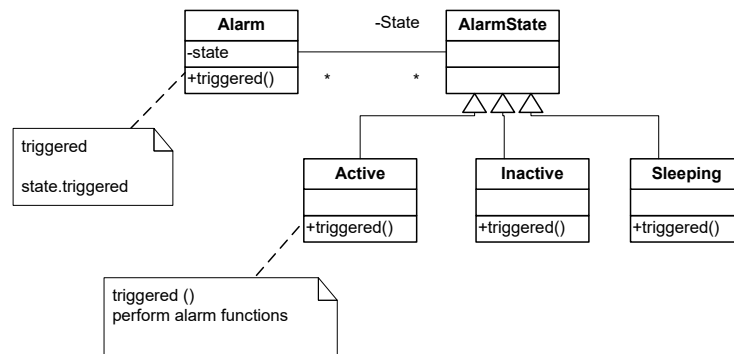 Alarm
-state
+triggered()
-State
*
*
AlarmState
triggered
state.triggered
Active
+triggered()
Inactive
+triggered()
Sleeping
+triggered()
triggered ()
perform alarm functions